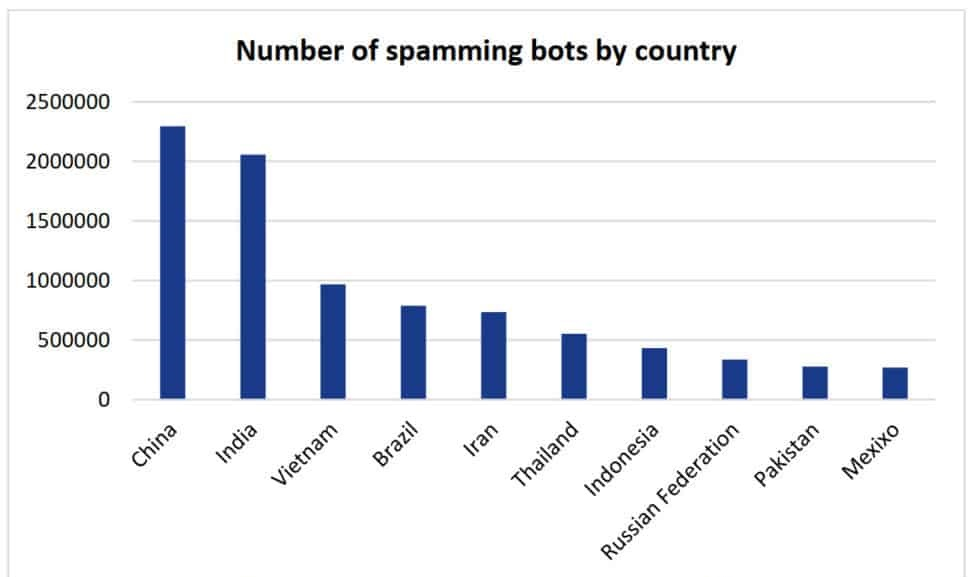 Number of spamming bots by country
2500000
2000000
1500000
1000000
500000
0
China
India
Vietnam
Brazil
Iran
Thailand
Indonesia
Russian Federation
Pakistan
Mexixo